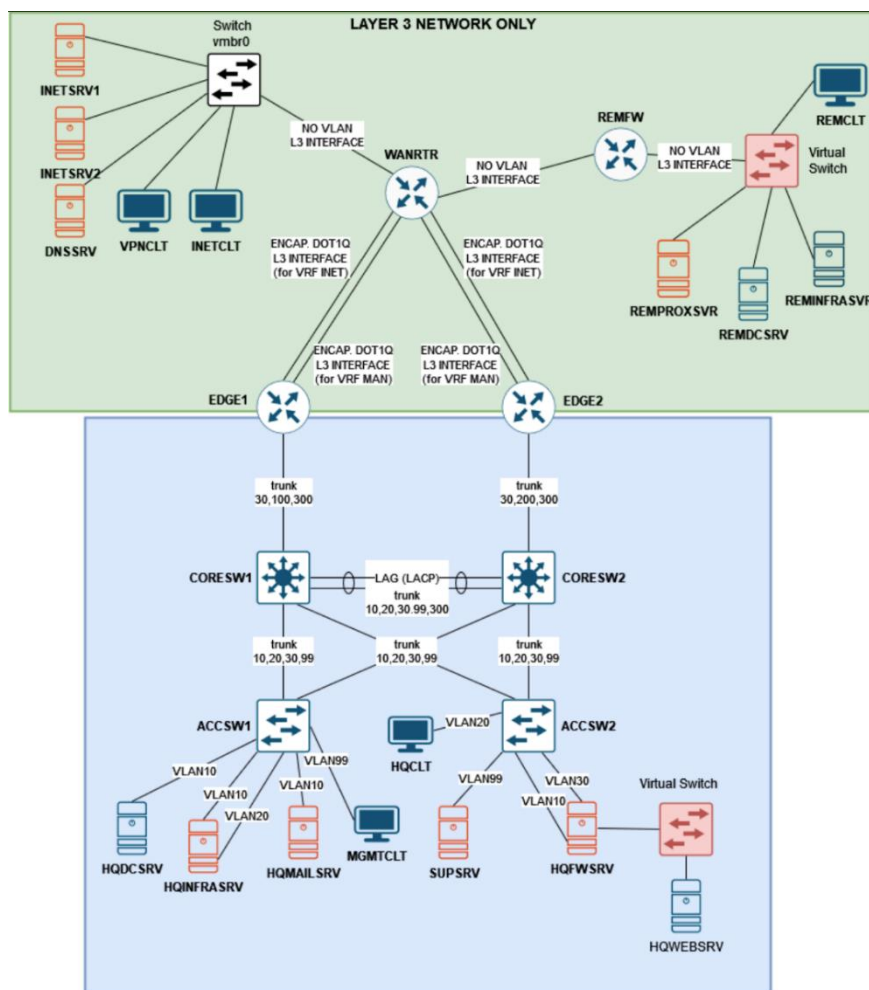 LAYER 3 NETWORK ONLY
Switch
vmbr0
INETSRV1
INETSRV2
DNSSRV
VPNCLT
INETCLT
NO VLAN
L3 INTERFACE
WANRTR
NO VLAN
L3 INTERFACE
REMFW
NO VLAN
L3 INTERFACE
REMCLT
Virtual
Switch
REMPROXSVR
REMDCSRV
REMINFRASVR
ENCAP. DOT1Q
L3 INTERFACE
(for VRF INET)
ENCAP. DOT1Q
L3 INTERFACE
(for VRF INET)
ENCAP. DOT1Q
L3 INTERFACE
(for VRF MAN)
ENCAP. DOT1Q
L3 INTERFACE
(for VRF MAN)
EDGE1
EDGE2
trunk
30,100,300
trunk
30,200,300
CORESW1
LAG (LACP)
trunk
10,20,30.99,300
CORESW2
trunk
10,20,30,99
trunk
10,20,30,99
trunk
10,20,30,99
ACCSW1
ACCSW2
VLAN10
VLAN10
VLAN20
VLAN10
VLAN99
HQCLT
VLAN20
VLAN99
VLAN10
VLAN30
Virtual Switch
HQDCSRV
HQINFRASRV
HQMAILSRV
MGMTCLT
SUPSRV
HQFWSRV
HQWEBSRV